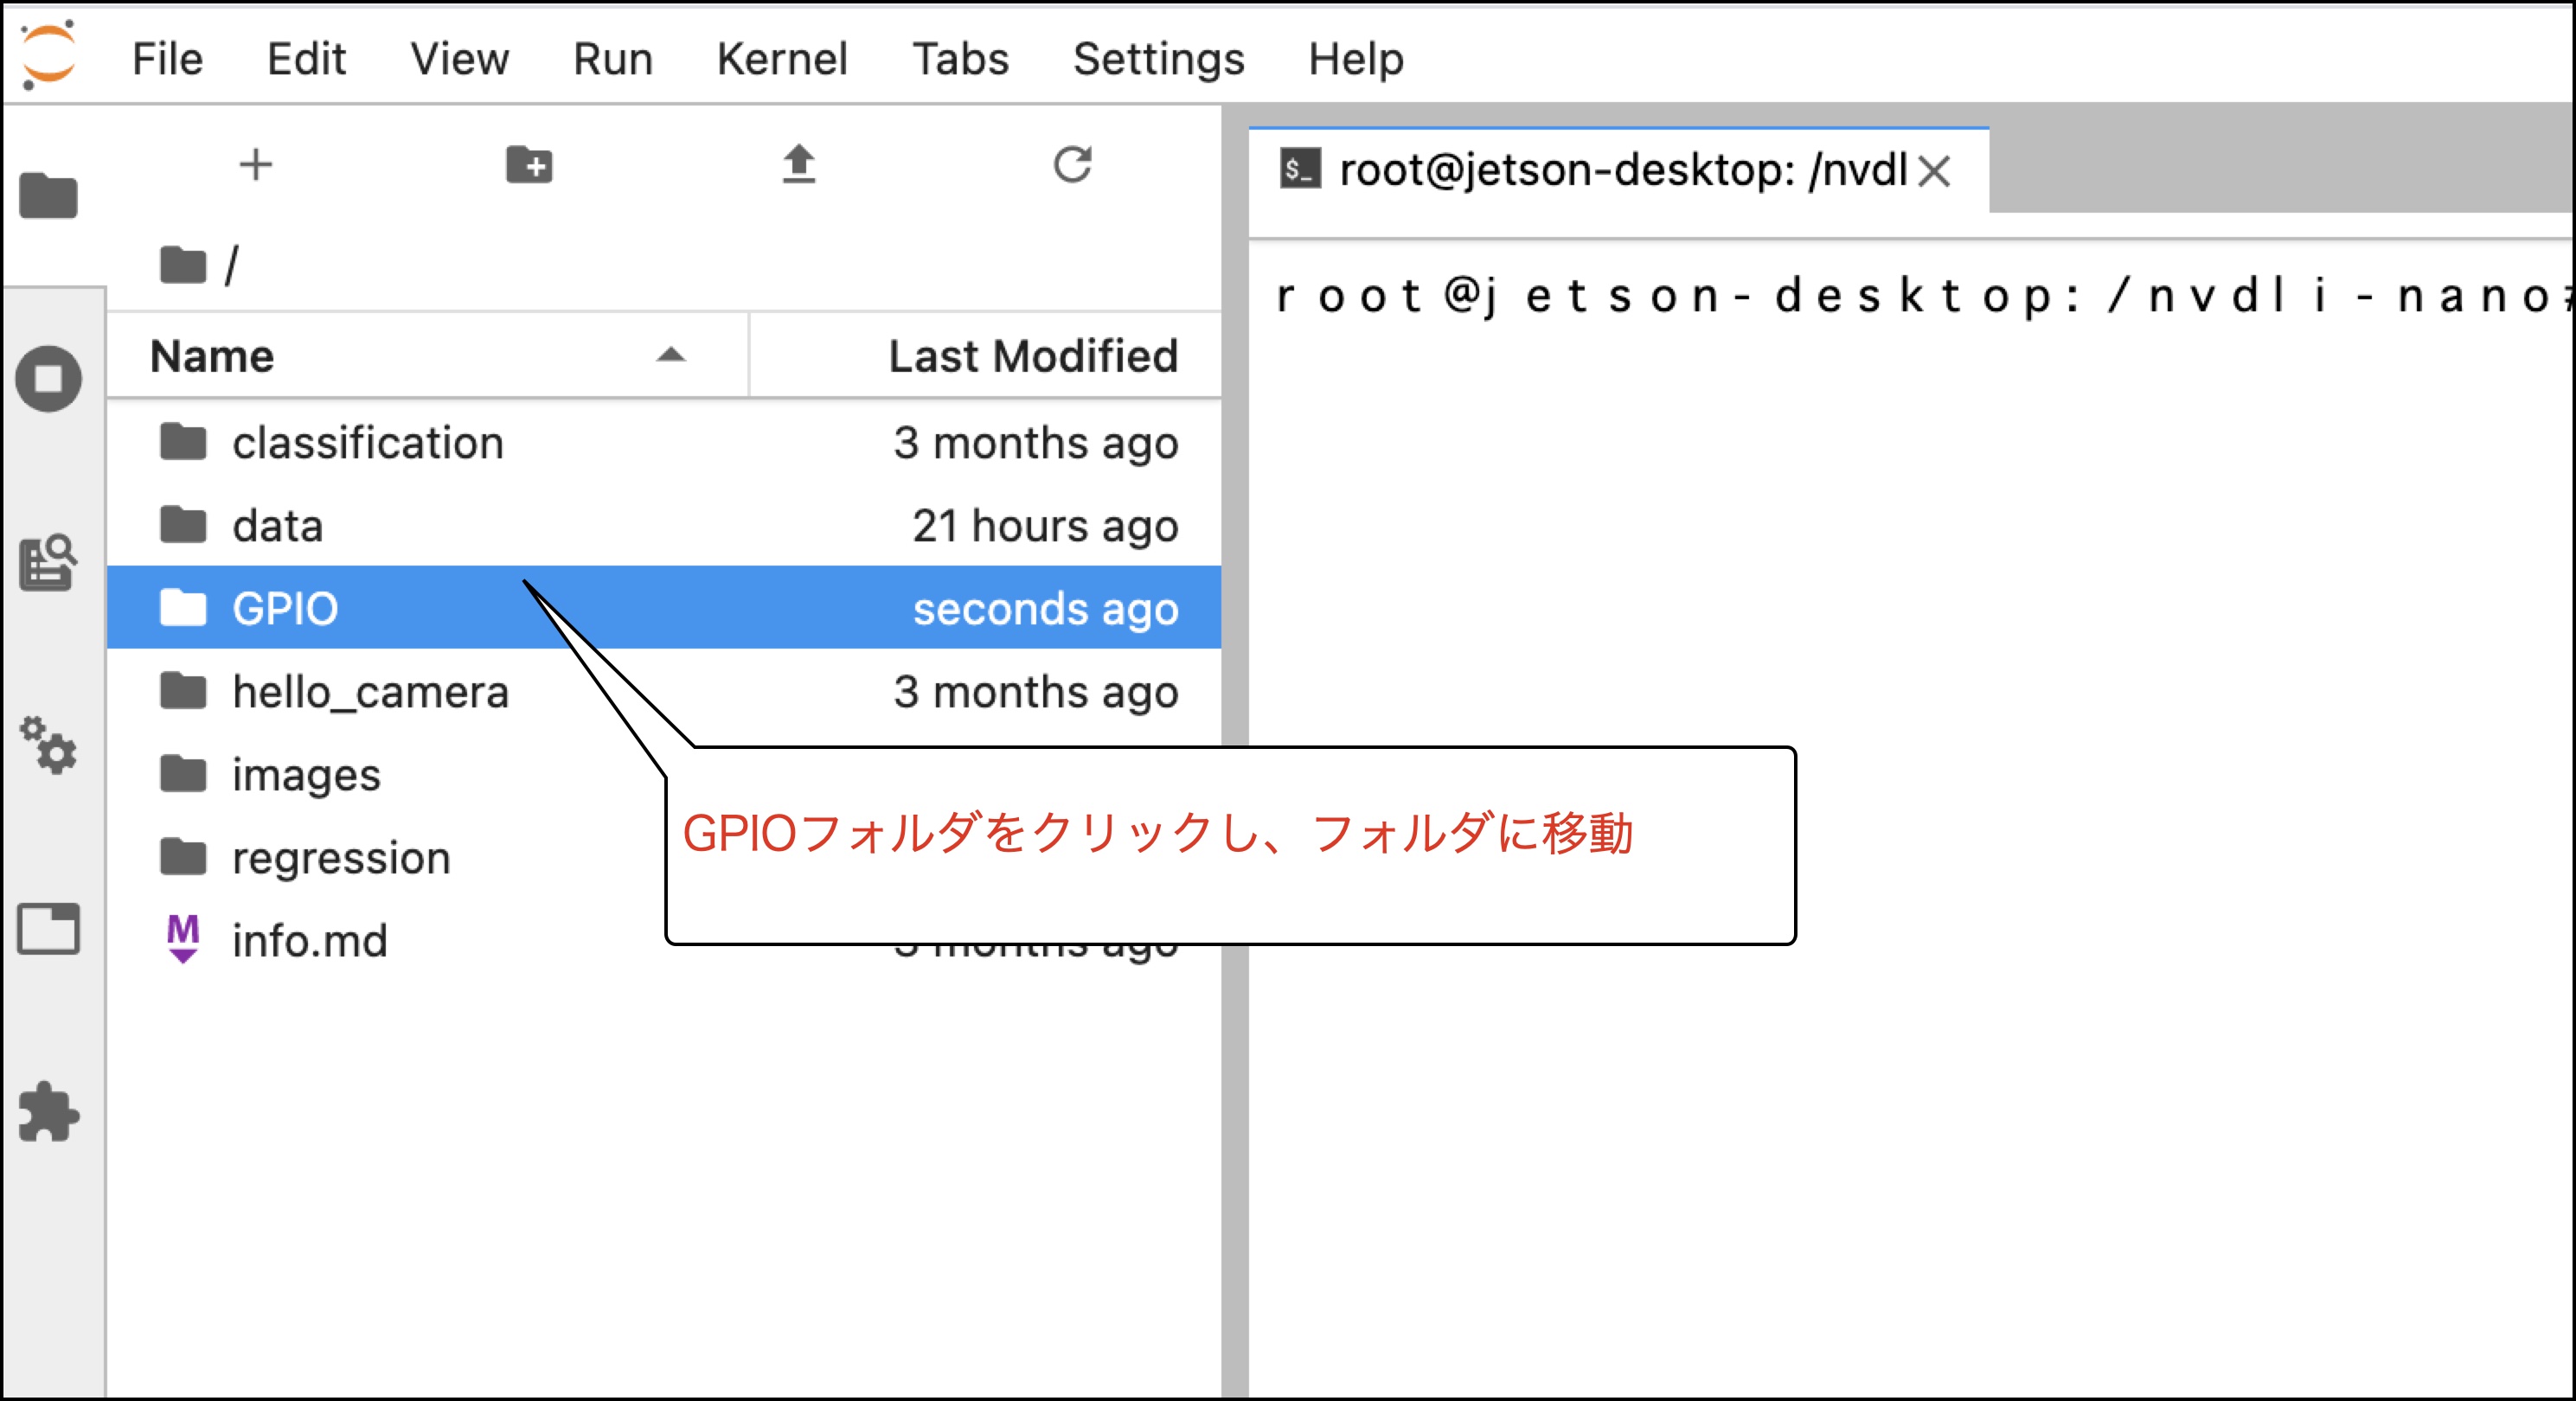 File Edit View Run Kernel Tabs Settings Help
/
Name Last Modified
classification 3 months ago
data 21 hours ago
GPIO seconds ago
hello_camera 3 months ago
images
regression
info.md 3 months ago
GPIOフォルダをクリックし、フォルダに移動
$_ root@jetson-desktop: /nvdl
root@jetson-desktop:/nvdli-nano#